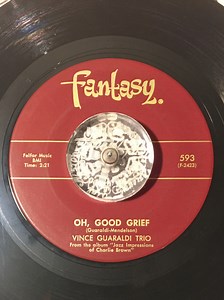 fantasy.
Felfar Music
BMI
Time: 2:21
593
(F-2432)
OH, GOOD GRIEF
(Guaraldi-Mendelson)
VINCE GUARALDI TRIO
From the album "Jazz Impressions
of Charlie Brown"